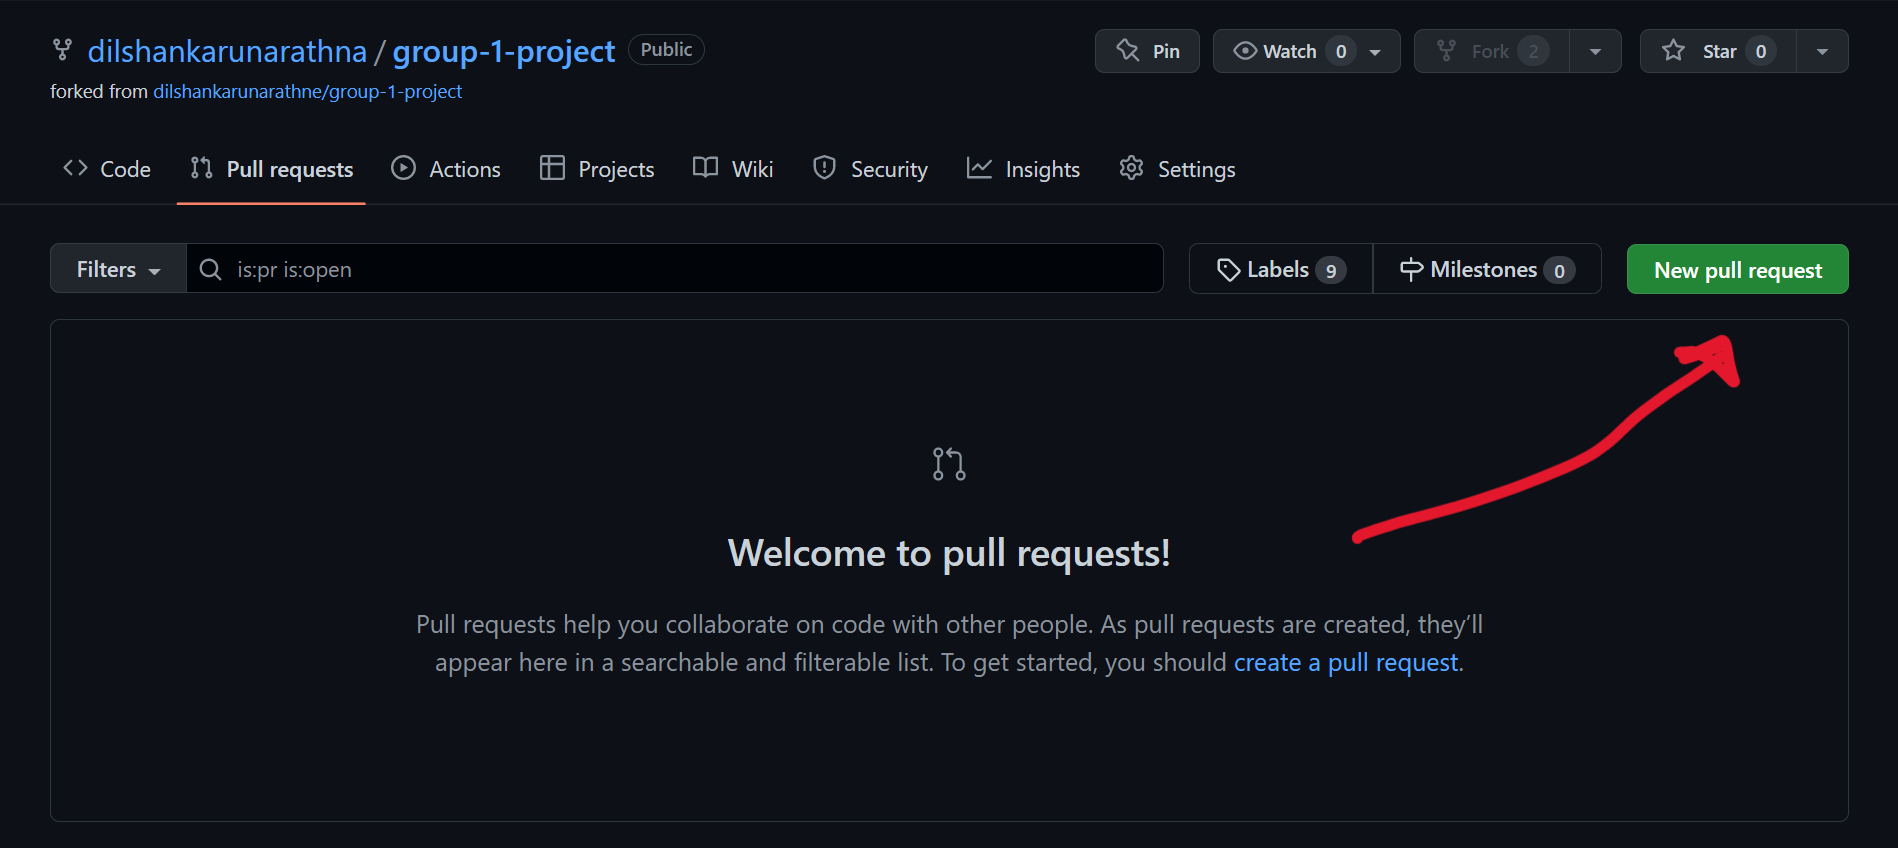 dilshankarunarathna / group-1-project Public
Pin Watch 0 Fork 2 Star 0
forked from dilshankarunarathne/group-1-project
Code Pull requests Actions Projects Wiki Security Insights Settings
Filters is:pr is:open Labels 9 Milestones 0 New pull request
Welcome to pull requests!
Pull requests help you collaborate on code with other people. As pull requests are created, they’ll
appear here in a searchable and filterable list. To get started, you should create a pull request.